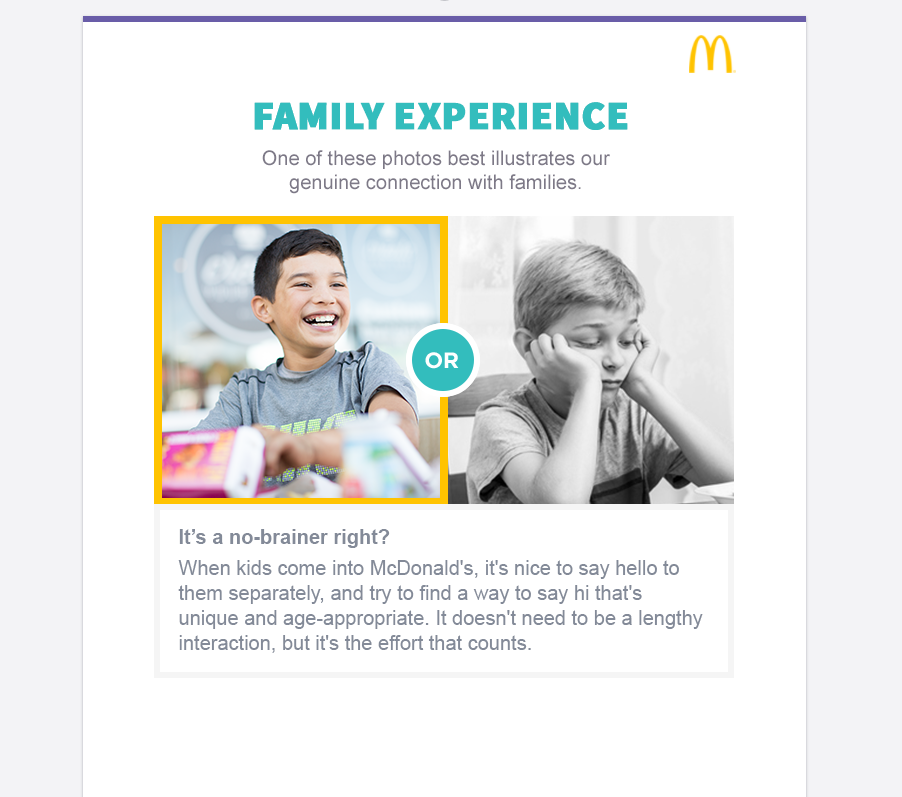 FAMILY EXPERIENCE
One of these photos best illustrates our
genuine connection with families.
OR
It’s a no-brainer right?
When kids come into McDonald's, it's nice to say hello to
them separately, and try to find a way to say hi that's
unique and age-appropriate. It doesn't need to be a lengthy
interaction, but it's the effort that counts.